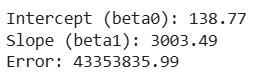 Intercept (beta0): 138.77
Slope (beta1): 3003.49
Error: 43353835.99